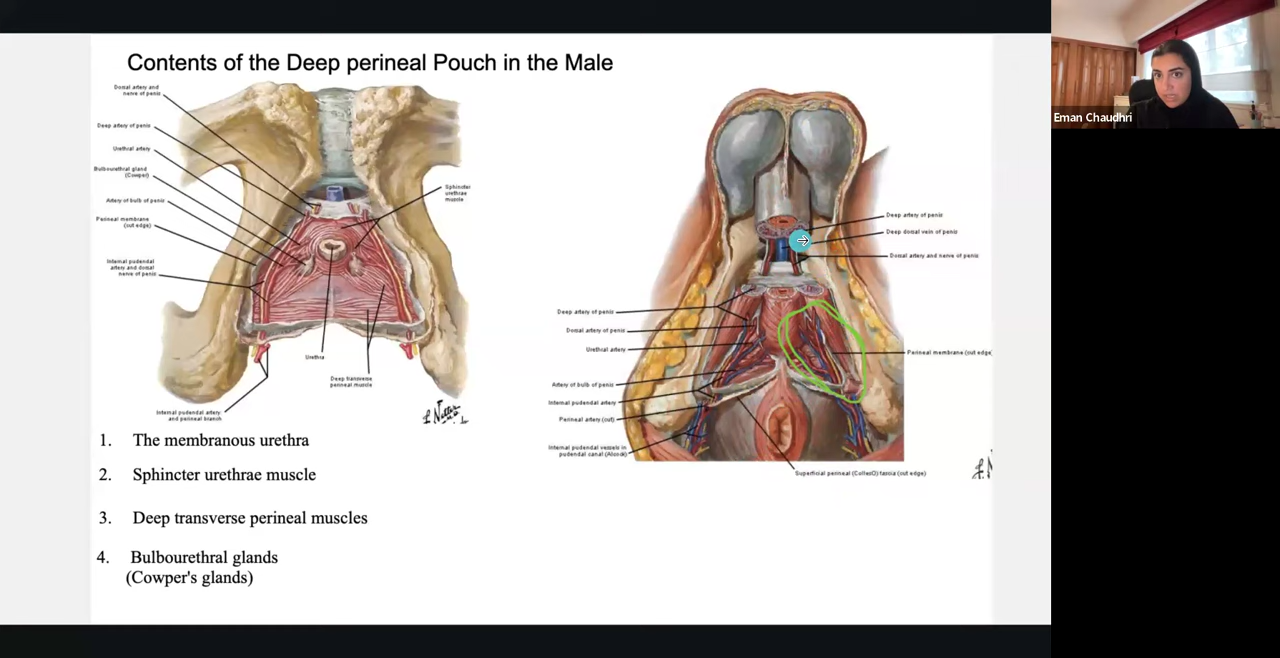 Contents of the Deep perineal Pouch in the Male
Dorsal artery and
nerve of penis
Deep artery of penis
Urethral artery
Bulbourethral gland
(Cowper)
Artery of bulb of penis
Perineal membrane
(cut edge)
Internal pudendal
artery and dorsal
nerve of penis
Sphincter
urethrae
muscle
Urethra
Deep transverse
perineal muscle
Internal pudendal artery
and perineal branch
1. The membranous urethra
2. Sphincter urethrae muscle
3. Deep transverse perineal muscles
4. Bulbourethral glands
(Cowper's glands)
Deep artery of penis
Deep dorsal vein of penis
Dorsal artery and nerve of penis
Deep artery of penis
Dorsal artery of penis
Urethral artery
Perineal membrane (cut edge)
Artery of bulb of penis
Internal pudendal artery
Perineal artery (cut)
Internal pudendal vessels in
pudendal canal (Alcock)
Superficial perineal (Colles') fascia (cut edge)
Eman Chaudhri